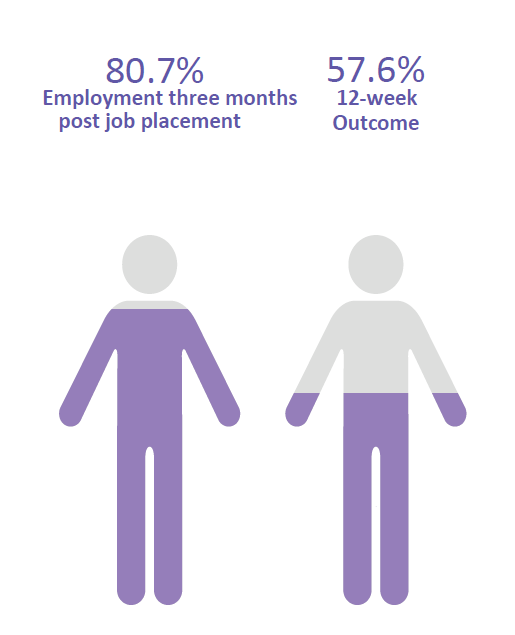 80.7%
Employment three months
post job placement
57.6%
12-week
Outcome